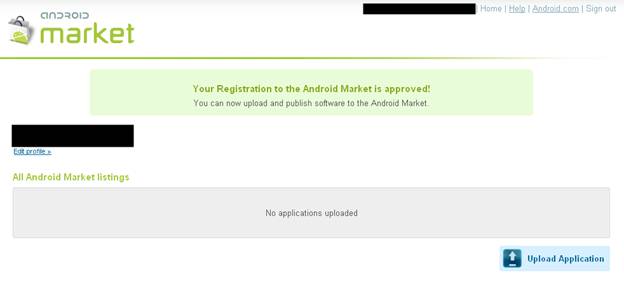 | Home | Help | Android.com | Sign out
ANDROID
market
Your Registration to the Android Market is approved!
You can now upload and publish software to the Android Market.
Edit profile »
All Android Market listings
No applications uploaded
Upload Application